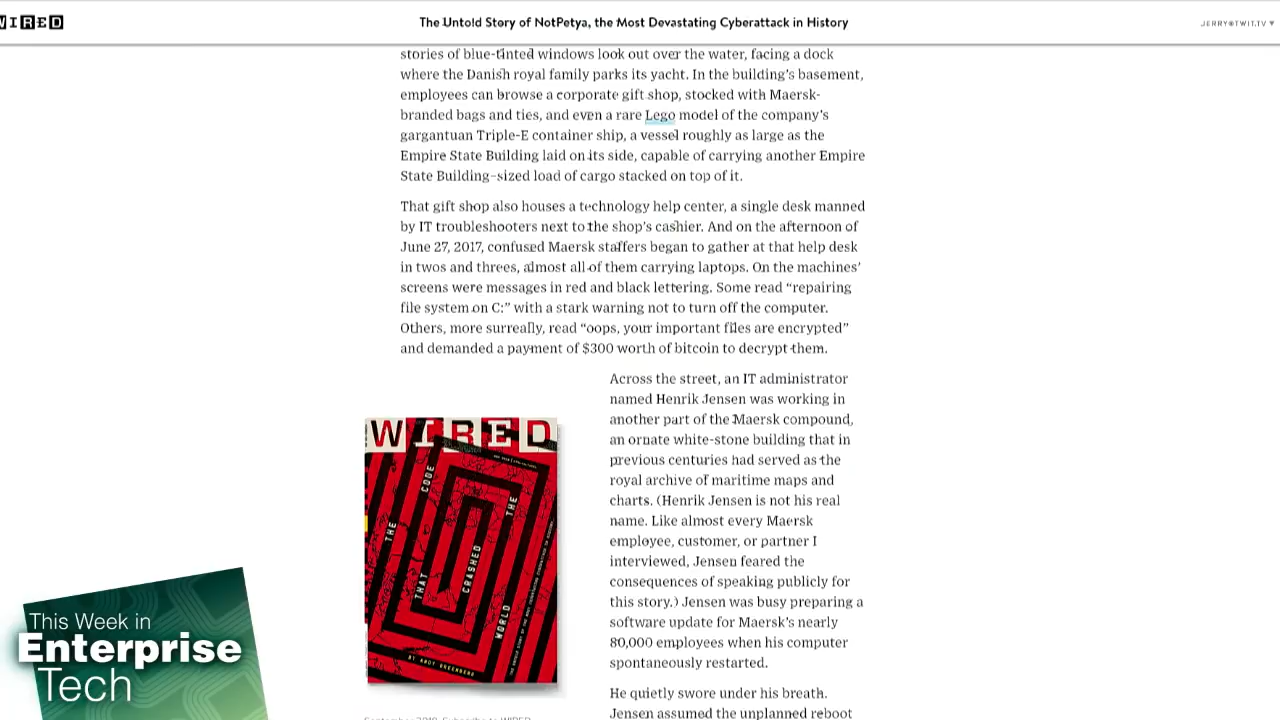 WIRED
The Untold Story of NotPetya, the Most Devastating Cyberattack in History
JERRY@TWIT.TV
stories of blue-tinted windows look out over the water, facing a dock
where the Danish royal family parks its yacht. In the building's basement,
employees can browse a corporate gift shop, stocked with Maersk-
branded bags and ties, and even a rare Lego model of the company's
gargantuan Triple-E container ship, a vessel roughly as large as the
Empire State Building laid on its side, capable of carrying another Empire
State Building–sized load of cargo stacked on top of it.
That gift shop also houses a technology help center, a single desk manned
by IT troubleshooters next to the shop's cashier. And on the afternoon of
June 27, 2017, confused Maersk staffers began to gather at that help desk
in twos and threes, almost all of them carrying laptops. On the machines'
screens were messages in red and black lettering. Some read “repairing
file system on C:” with a stark warning not to turn off the computer.
Others, more surreally, read “oops, your important files are encrypted”
and demanded a payment of $300 worth of bitcoin to decrypt them.
Across the street, an IT administrator
named Henrik Jensen was working in
another part of the Maersk compound,
an ornate white-stone building that in
previous centuries had served as the
royal archive of maritime maps and
charts. (Henrik Jensen is not his real
name. Like almost every Maersk
employee, customer, or partner I
interviewed, Jensen feared the
consequences of speaking publicly for
this story.) Jensen was busy preparing a
software update for Maersk's nearly
80,000 employees when his computer
spontaneously restarted.
He quietly swore under his breath.
Jensen assumed the unplanned reboot
WIRED
THE
CODE
THAT
CRASHED
THE
WORLD
BY ANDY GREENBERG
September 2018. Subscribe to WIRED
This Week in
Enterprise
Tech